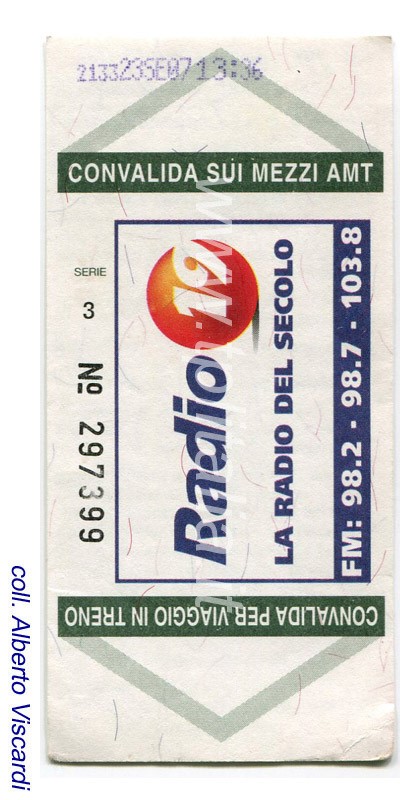 213323SE0713:36
CONVALIDA SUI MEZZI AMT
SERIE
3
No 297399
Radio 19
LA RADIO DEL SECOLO
FM: 98.2 - 98.7 - 103.8
CONVALIDA PER VIAGGIO IN TRENO
coll. Alberto Viscardi